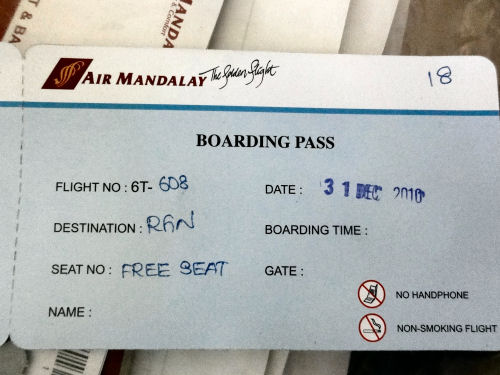 AIR MANDALAY The Golden Flight
18
BOARDING PASS
FLIGHT NO : 6T- 608
DATE : 31 DEC 2010
DESTINATION : RGN
BOARDING TIME :
SEAT NO : FREE SEAT
GATE :
NO HANDPHONE
NAME :
NON-SMOKING FLIGHT